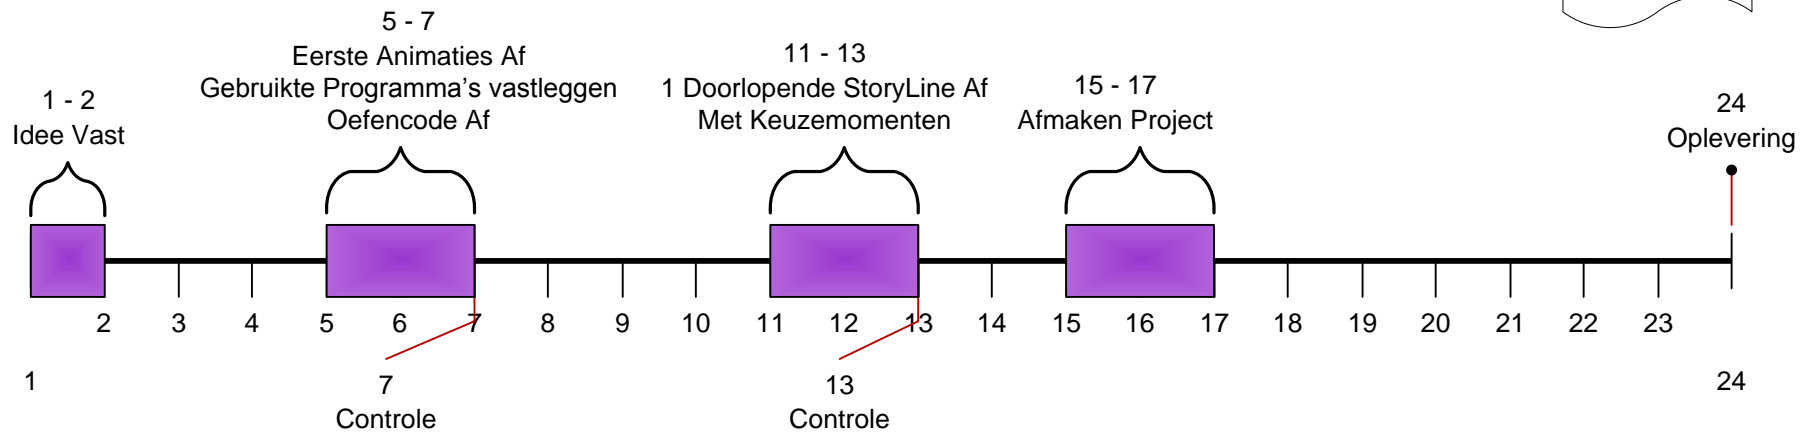 1 - 2
Idee Vast
5 - 7
Eerste Animaties Af
Gebruikte Programma's vastleggen
Oefencode Af
11 - 13
1 Doorlopende StoryLine Af
Met Keuzemomenten
15 - 17
Afmaken Project
24
Oplevering
2 3 4 5 6 7 8 9 10 11 12 13 14 15 16 17 18 19 20 21 22 23
1 24
7
Controle
13
Controle